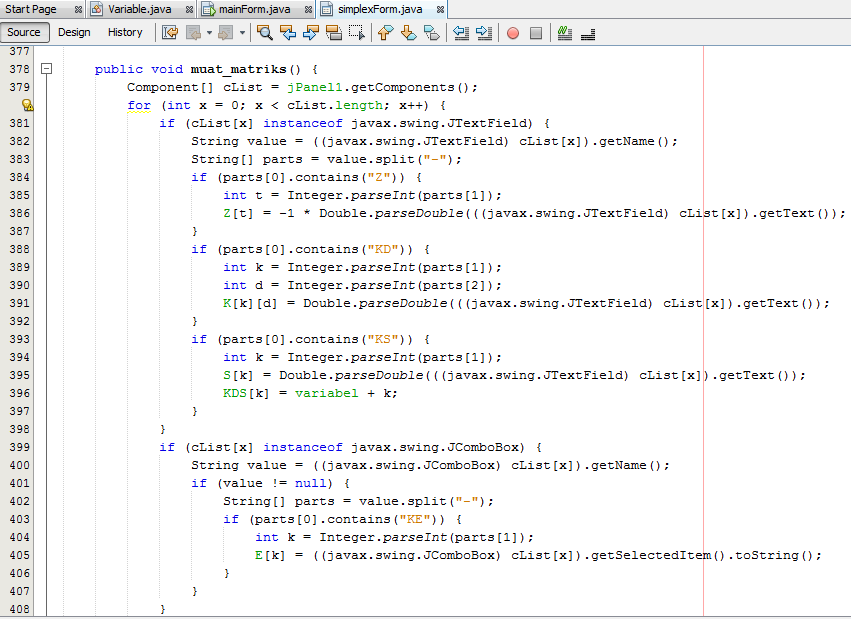 Start Page Variable.java mainForm.java simplexForm.java
Source Design History
377
378 public void muat_matriks() {
379 Component[] cList = jPanel1.getComponents();
for (int x = 0; x < cList.length; x++) {
381 if (cList[x] instanceof javax.swing.JTextField) {
382 String value = ((javax.swing.JTextField) cList[x]).getName();
383 String[] parts = value.split("-");
384 if (parts[0].contains("Z")) {
385 int t = Integer.parseInt(parts[1]);
386 Z[t] = -1 * Double.parseDouble(((javax.swing.JTextField) cList[x]).getText());
387 }
388 if (parts[0].contains("KD")) {
389 int k = Integer.parseInt(parts[1]);
390 int d = Integer.parseInt(parts[2]);
391 K[k][d] = Double.parseDouble(((javax.swing.JTextField) cList[x]).getText());
392 }
393 if (parts[0].contains("KS")) {
394 int k = Integer.parseInt(parts[1]);
395 S[k] = Double.parseDouble(((javax.swing.JTextField) cList[x]).getText());
396 KDS[k] = variabel + k;
397 }
398 }
399 if (cList[x] instanceof javax.swing.JComboBox) {
400 String value = ((javax.swing.JComboBox) cList[x]).getName();
401 if (value != null) {
402 String[] parts = value.split("-");
403 if (parts[0].contains("KE")) {
404 int k = Integer.parseInt(parts[1]);
405 E[k] = ((javax.swing.JComboBox) cList[x]).getSelectedItem().toString();
406 }
407 }
408 }